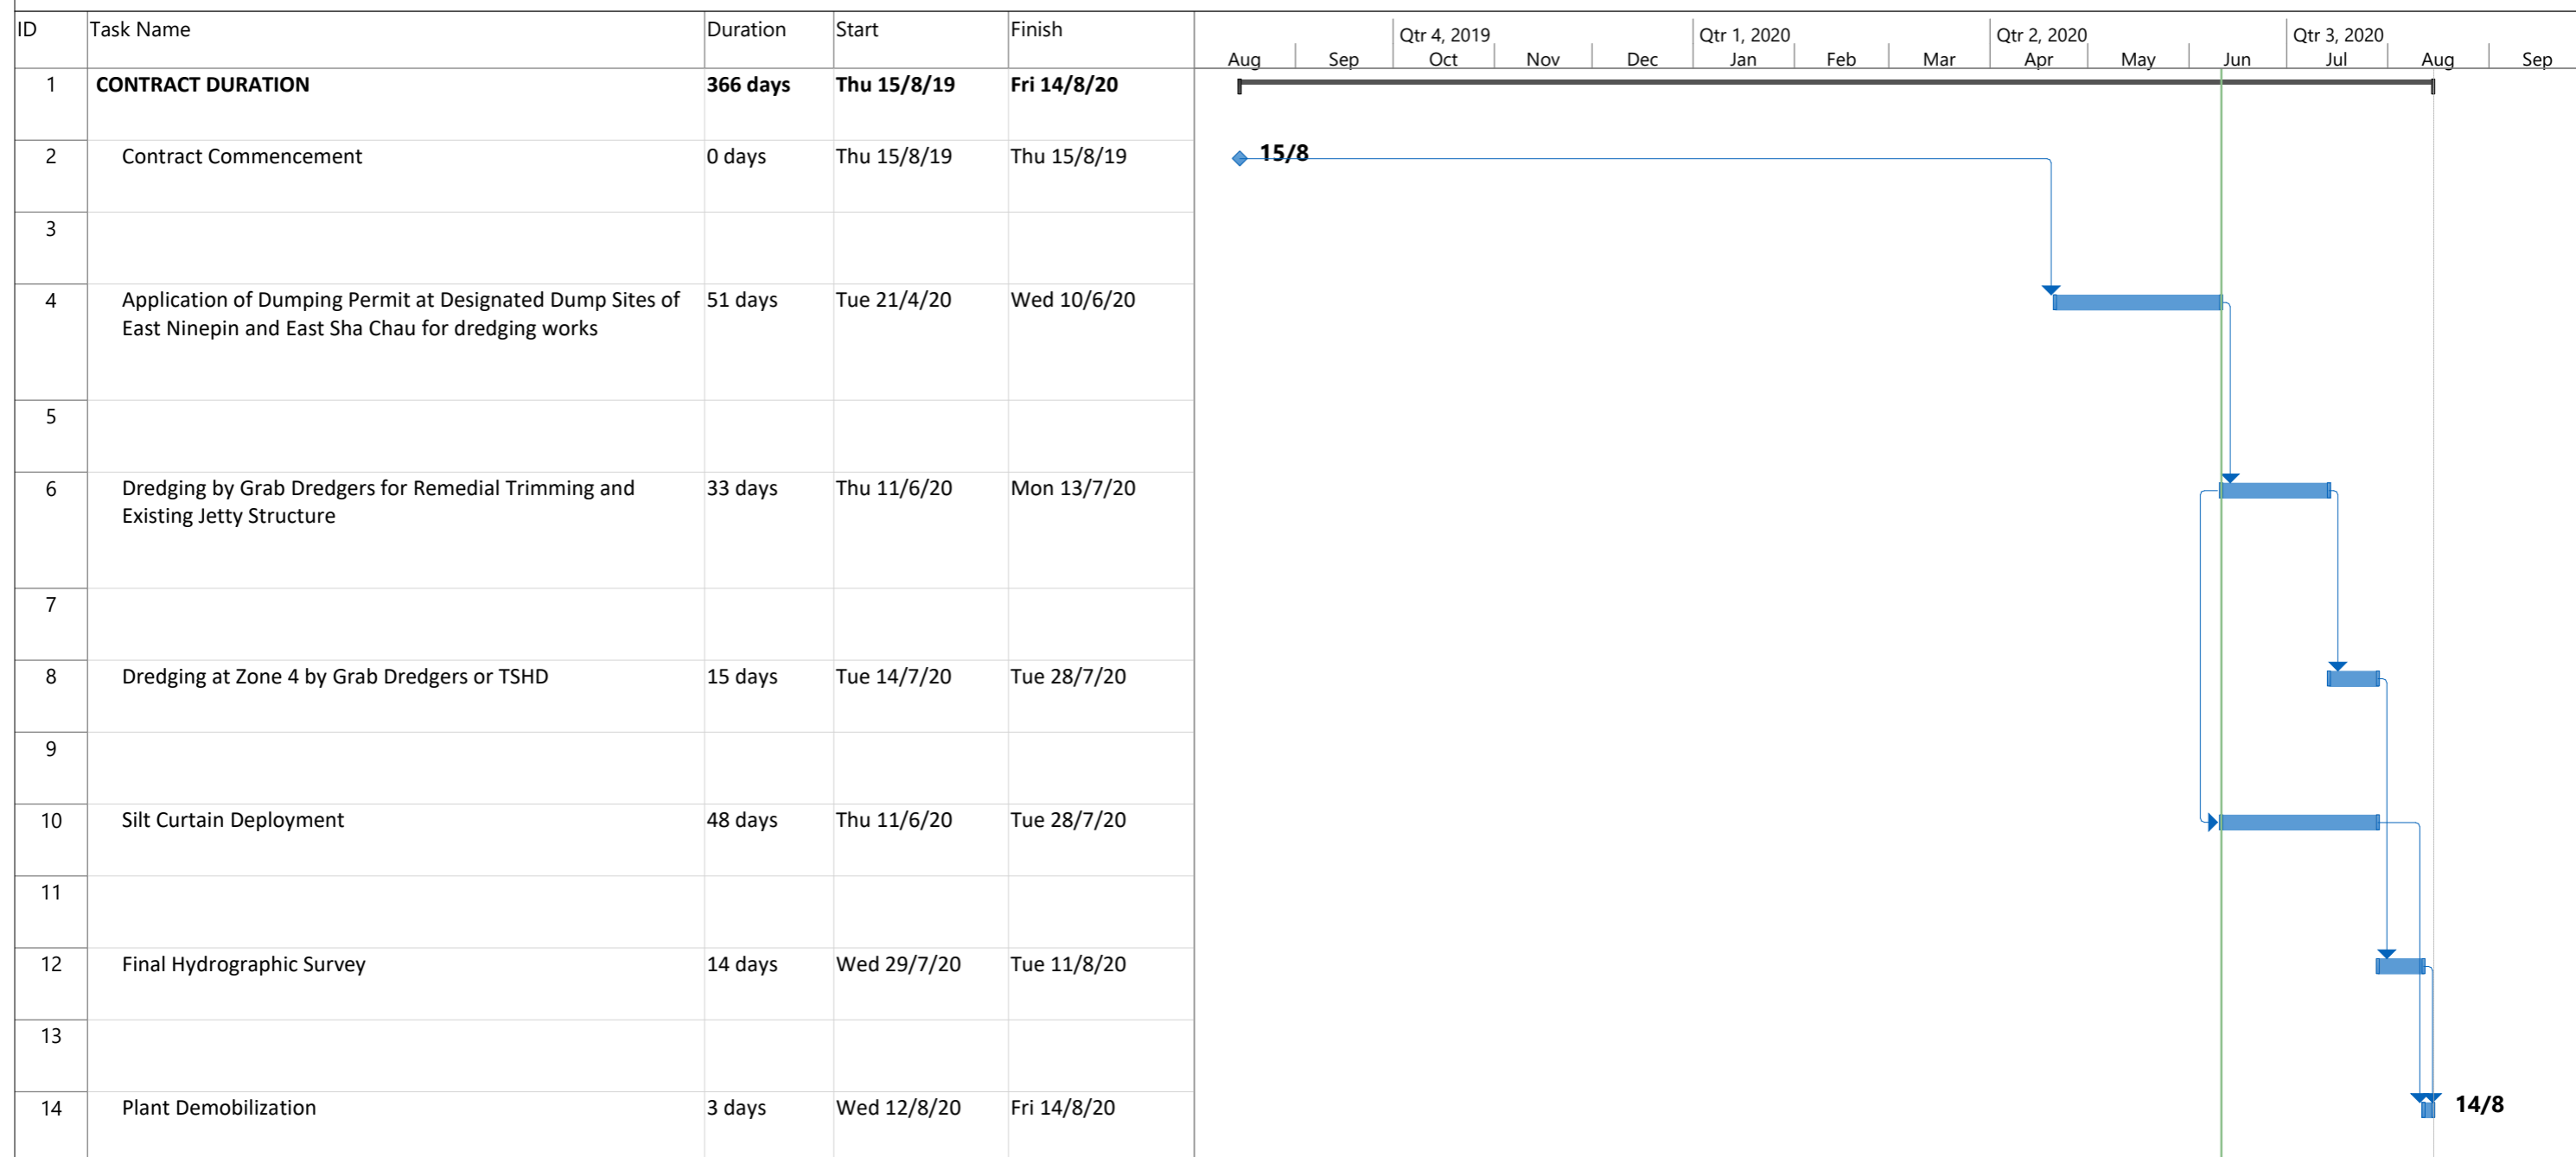 ID Task Name Duration Start Finish
Qtr 4, 2019 Qtr 1, 2020 Qtr 2, 2020 Qtr 3, 2020
Aug Sep Oct Nov Dec Jan Feb Mar Apr May Jun Jul Aug Sep
1 CONTRACT DURATION 366 days Thu 15/8/19 Fri 14/8/20
2 Contract Commencement 0 days Thu 15/8/19 Thu 15/8/19 15/8
3
4 Application of Dumping Permit at Designated Dump Sites of 51 days Tue 21/4/20 Wed 10/6/20
East Ninepin and East Sha Chau for dredging works
5
6 Dredging by Grab Dredgers for Remedial Trimming and 33 days Thu 11/6/20 Mon 13/7/20
Existing Jetty Structure
7
8 Dredging at Zone 4 by Grab Dredgers or TSHD 15 days Tue 14/7/20 Tue 28/7/20
9
10 Silt Curtain Deployment 48 days Thu 11/6/20 Tue 28/7/20
11
12 Final Hydrographic Survey 14 days Wed 29/7/20 Tue 11/8/20
13
14 Plant Demobilization 3 days Wed 12/8/20 Fri 14/8/20 14/8